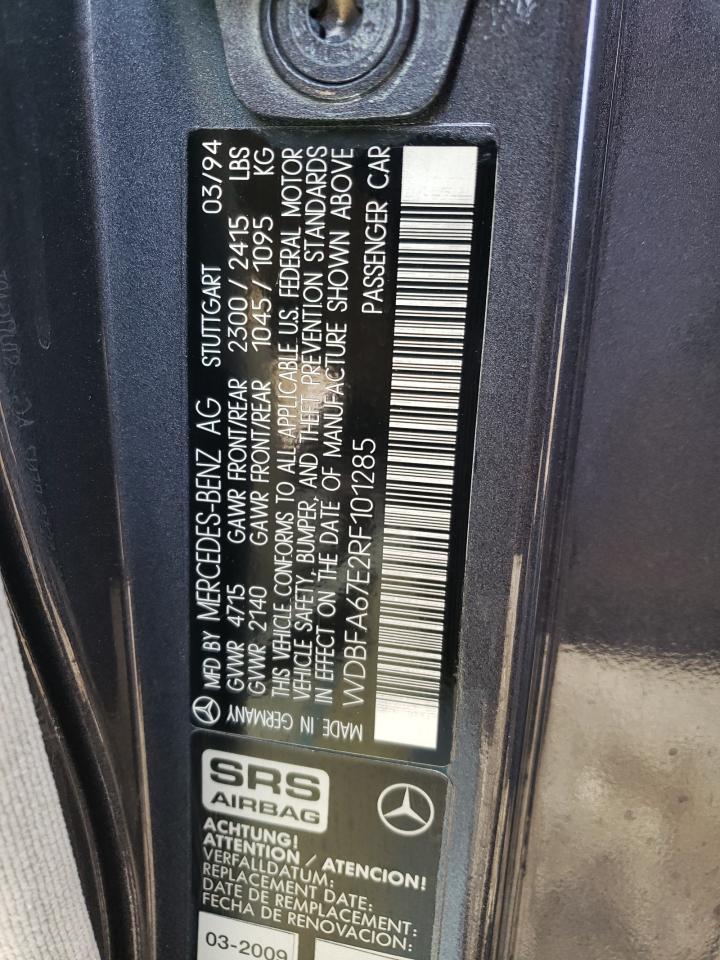 MFD BY MERCEDES-BENZ AG STUTTGART 03/94
GVWR 4715 GAWR FRONT/REAR 2300 / 2415 LBS
GVWR 2140 GAWR FRONT/REAR 1045 / 1095 KG
THIS VEHICLE CONFORMS TO ALL APPLICABLE U.S. FEDERAL MOTOR
VEHICLE SAFETY, BUMPER, AND THEFT PREVENTION STANDARDS
IN EFFECT ON THE DATE OF MANUFACTURE SHOWN ABOVE
WDBFA67E2RF101285 PASSENGER CAR
MADE IN GERMANY
SRS
AIRBAG
ACHTUNG!
ATTENTION / ATENCION!
VERFALLDATUM:
REPLACEMENT DATE:
DATE DE REMPLACEMENT:
FECHA DE RENOVACION:
03-2009